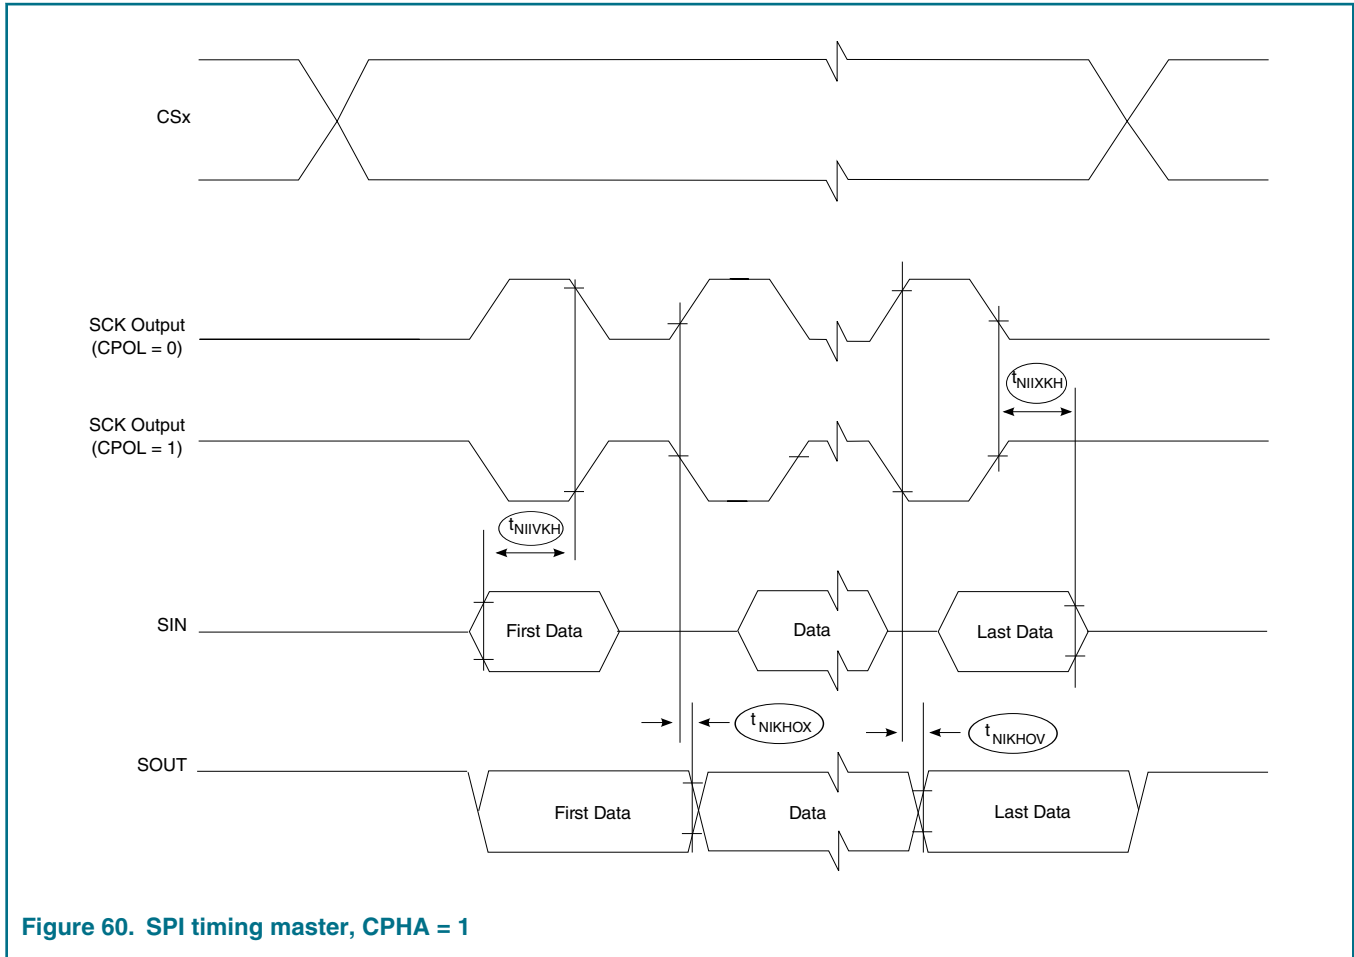 CSx
SCK Output
(CPOL = 0)
tNIIXKH
SCK Output
(CPOL = 1)
tNIIVKH
SIN
First Data
Data
Last Data
tNIKHOX
tNIKHOV
SOUT
First Data
Data
Last Data
Figure 60. SPI timing master, CPHA = 1